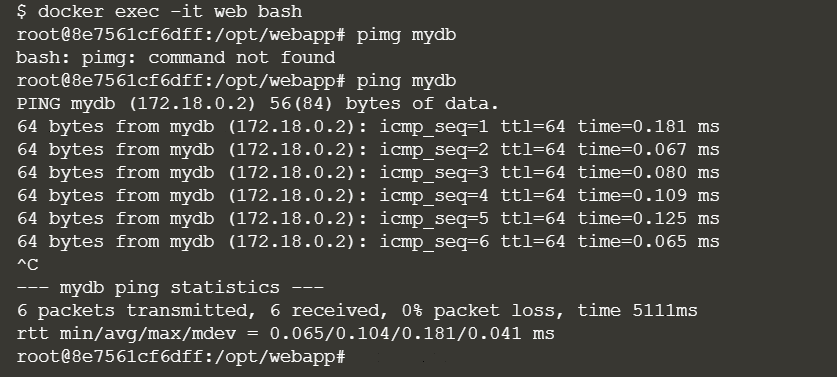 $ docker exec -it web bash
root@8e7561cf6dff:/opt/webapp# pimg mydb
bash: pimg: command not found
root@8e7561cf6dff:/opt/webapp# ping mydb
PING mydb (172.18.0.2) 56(84) bytes of data.
64 bytes from mydb (172.18.0.2): icmp_seq=1 ttl=64 time=0.181 ms
64 bytes from mydb (172.18.0.2): icmp_seq=2 ttl=64 time=0.067 ms
64 bytes from mydb (172.18.0.2): icmp_seq=3 ttl=64 time=0.080 ms
64 bytes from mydb (172.18.0.2): icmp_seq=4 ttl=64 time=0.109 ms
64 bytes from mydb (172.18.0.2): icmp_seq=5 ttl=64 time=0.125 ms
64 bytes from mydb (172.18.0.2): icmp_seq=6 ttl=64 time=0.065 ms
^C
--- mydb ping statistics ---
6 packets transmitted, 6 received, 0% packet loss, time 5111ms
rtt min/avg/max/mdev = 0.065/0.104/0.181/0.041 ms
root@8e7561cf6dff:/opt/webapp#